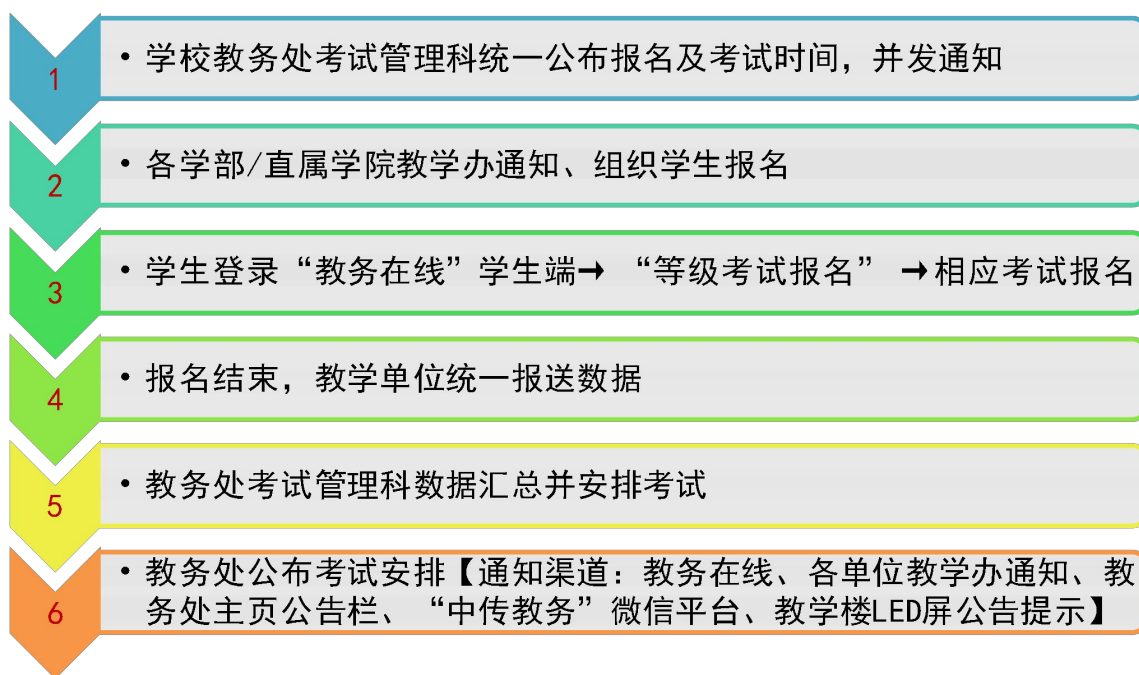 1
• 学校教务处考试管理科统一公布报名及考试时间，并发通知
2
• 各学部/直属学院教学办通知、组织学生报名
3
• 学生登录“教务在线”学生端→ “等级考试报名” →相应考试报名
4
• 报名结束，教学单位统一报送数据
5
• 教务处考试管理科数据汇总并安排考试
6
• 教务处公布考试安排【通知渠道：教务在线、各单位教学办通知、教
务处主页公告栏、“中传教务”微信平台、教学楼LED屏公告提示】